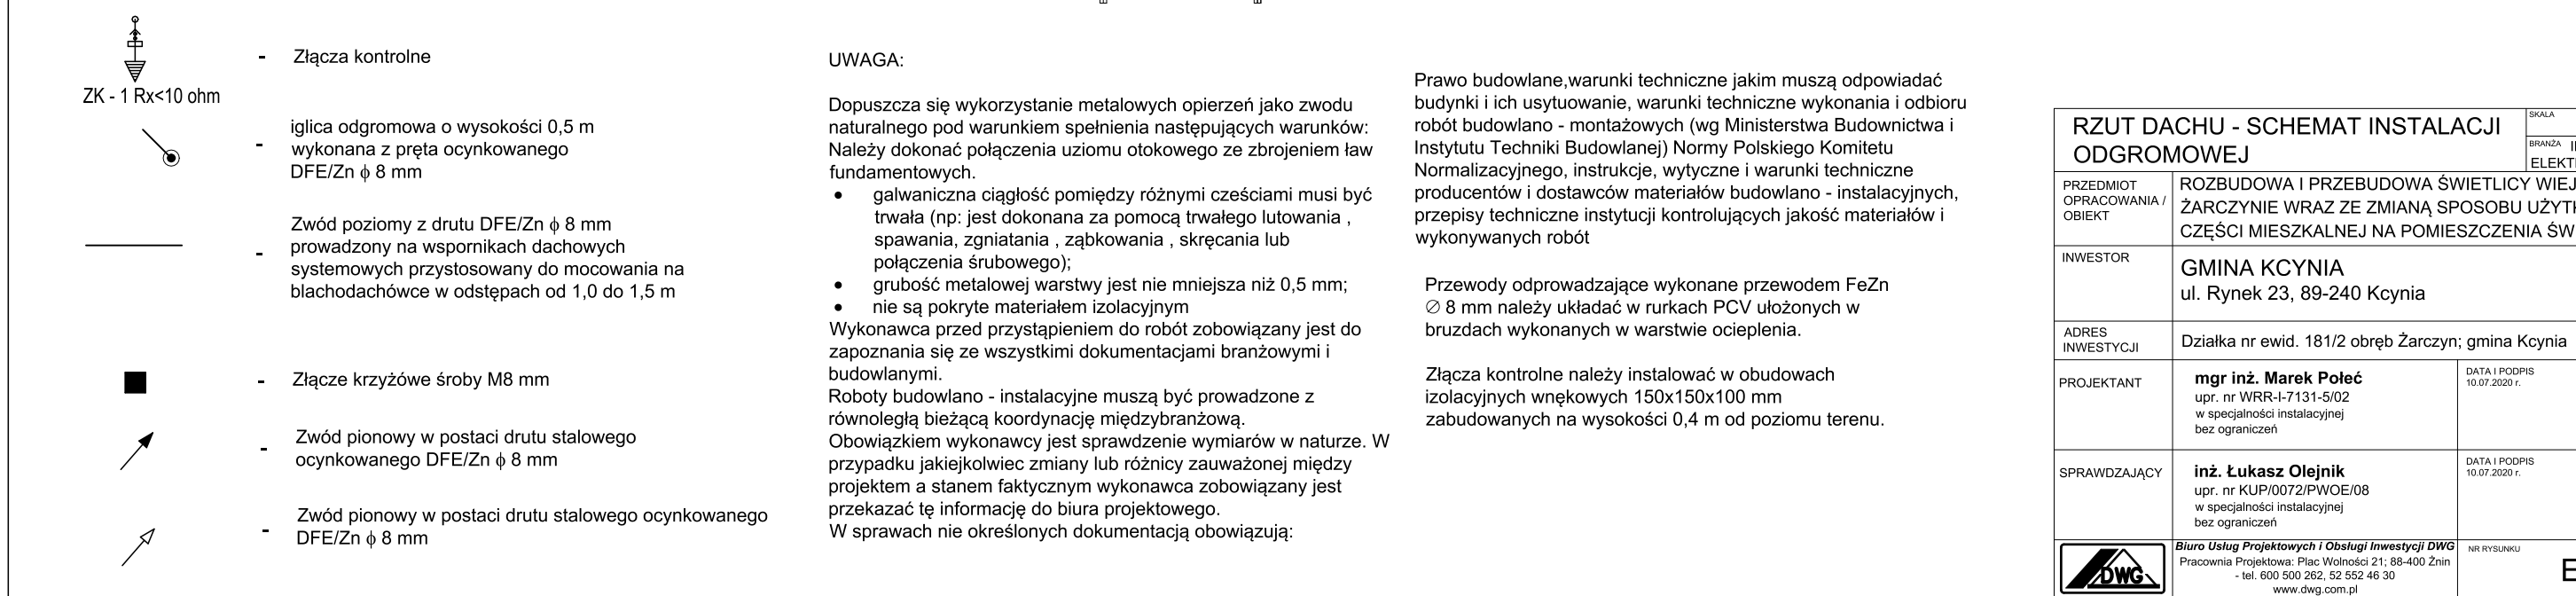 ZK - 1 Rx<10 ohm
- Złącza kontrolne
- iglica odgromowa o wysokości 0,5 m
wykonana z pręta ocynkowanego
DFE/Zn ϕ 8 mm
- Zwód poziomy z drutu DFE/Zn ϕ 8 mm
prowadzony na wspornikach dachowych
systemowych przystosowany do mocowania na
blachodachówce w odstępach od 1,0 do 1,5 m
- Złącze krzyżówe śroby M8 mm
- Zwód pionowy w postaci drutu stalowego
ocynkowanego DFE/Zn ϕ 8 mm
- Zwód pionowy w postaci drutu stalowego ocynkowanego
DFE/Zn ϕ 8 mm
UWAGA:
Dopuszcza się wykorzystanie metalowych opierzeń jako zwodu
naturalnego pod warunkiem spełnienia następujących warunków:
Należy dokonać połączenia uziomu otokowego ze zbrojeniem ław
fundamentowych.
● galwaniczna ciągłość pomiędzy różnymi cześciami musi być
trwała (np: jest dokonana za pomocą trwałego lutowania ,
spawania, zgniatania , ząbkowania , skręcania lub
połączenia śrubowego);
● grubość metalowej warstwy jest nie mniejsza niż 0,5 mm;
● nie są pokryte materiałem izolacyjnym
Wykonawca przed przystąpieniem do robót zobowiązany jest do
zapoznania się ze wszystkimi dokumentacjami branżowymi i
budowlanymi.
Roboty budowlano - instalacyjne muszą być prowadzone z
równoległą bieżącą koordynację międzybranżową.
Obowiązkiem wykonawcy jest sprawdzenie wymiarów w naturze. W
przypadku jakiejkolwiec zmiany lub różnicy zauważonej między
projektem a stanem faktycznym wykonawca zobowiązany jest
przekazać tę informację do biura projektowego.
W sprawach nie określonych dokumentacją obowiązują:
Prawo budowlane,warunki techniczne jakim muszą odpowiadać
budynki i ich usytuowanie, warunki techniczne wykonania i odbioru
robót budowlano - montażowych (wg Ministerstwa Budownictwa i
Instytutu Techniki Budowlanej) Normy Polskiego Komitetu
Normalizacyjnego, instrukcje, wytyczne i warunki techniczne
producentów i dostawców materiałów budowlano - instalacyjnych,
przepisy techniczne instytucji kontrolujących jakość materiałów i
wykonywanych robót
Przewody odprowadzające wykonane przewodem FeZn
∅ 8 mm należy układać w rurkach PCV ułożonych w
bruzdach wykonanych w warstwie ocieplenia.
Złącza kontrolne należy instalować w obudowach
izolacyjnych wnękowych 150x150x100 mm
zabudowanych na wysokości 0,4 m od poziomu terenu.
RZUT DACHU - SCHEMAT INSTALACJI
ODGROMOWEJ
SKALA
BRANŻA
ELEKT
PRZEDMIOT
OPRACOWANIA /
OBIEKT
ROZBUDOWA I PRZEBUDOWA ŚWIETLICY WIEJ
ŻARCZYNIE WRAZ ZE ZMIANĄ SPOSOBU UŻYT
CZĘŚCI MIESZKALNEJ NA POMIESZCZENIA ŚW
INWESTOR
GMINA KCYNIA
ul. Rynek 23, 89-240 Kcynia
ADRES
INWESTYCJI
Działka nr ewid. 181/2 obręb Żarczyn; gmina Kcynia
PROJEKTANT
mgr inż. Marek Połeć
upr. nr WRR-I-7131-5/02
w specjalności instalacyjnej
bez ograniczeń
DATA I PODPIS
10.07.2020 r.
SPRAWDZAJĄCY
inż. Łukasz Olejnik
upr. nr KUP/0072/PWOE/08
w specjalności instalacyjnej
bez ograniczeń
DATA I PODPIS
10.07.2020 r.
DWG
Biuro Usług Projektowych i Obsługi Inwestycji DWG
Pracownia Projektowa: Plac Wolności 21; 88-400 Żnin
- tel. 600 500 262, 52 552 46 30
www.dwg.com.pl
NR RYSUNKU
E